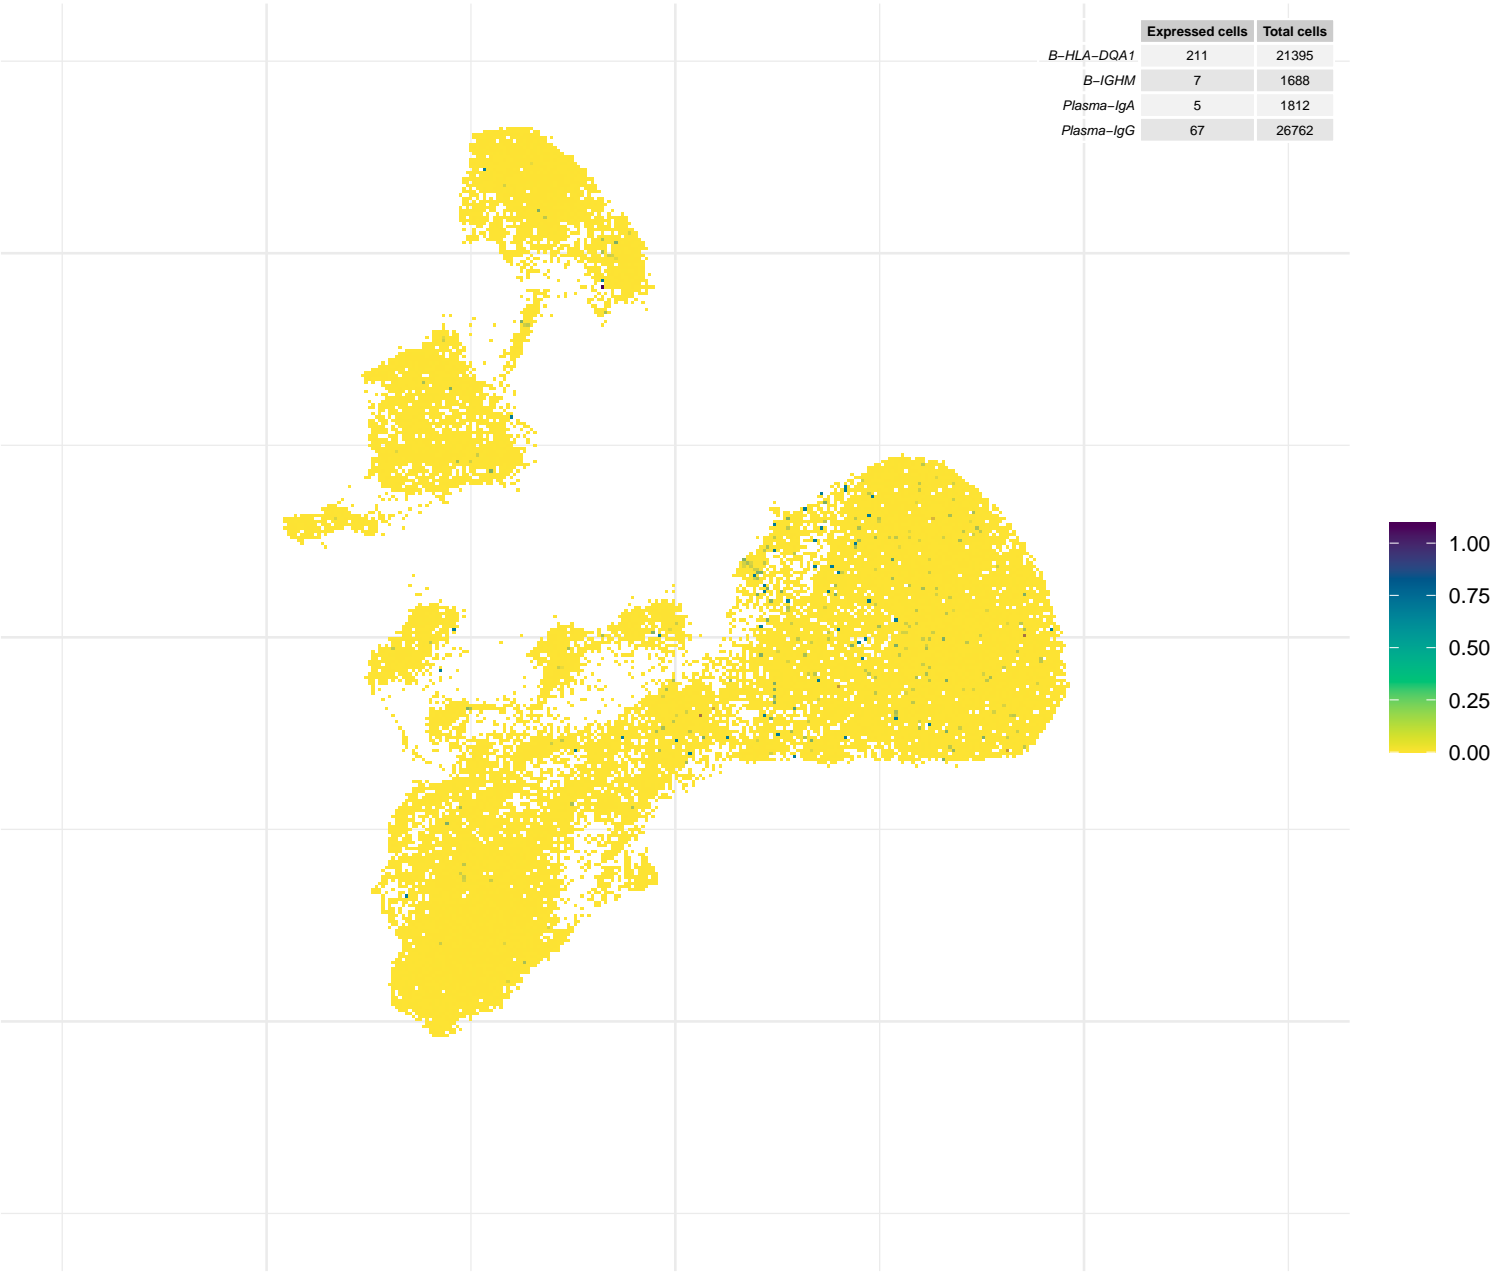 Expressed cells Total cells
B−HLA−DQA1 211 21395
B−IGHM 7 1688
Plasma−IgA 5 1812
Plasma−IgG 67 26762
1.00
0.75
0.50
0.25
0.00